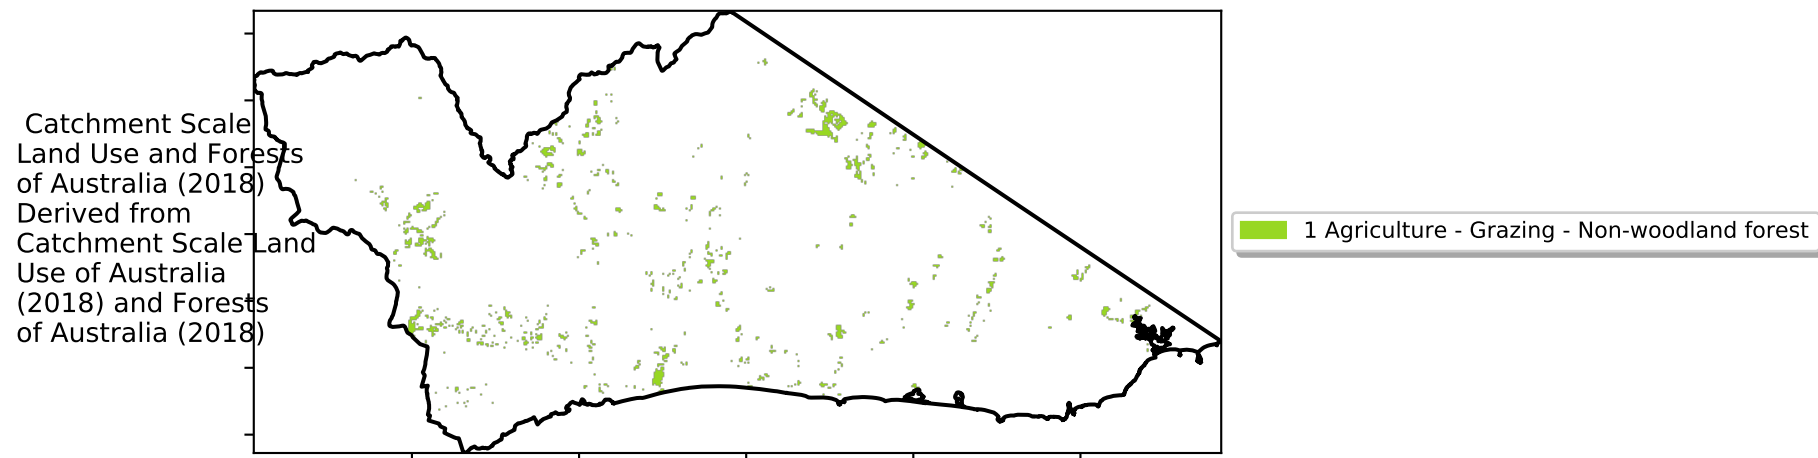 Catchment Scale
Land Use and Forests
of Australia (2018)
Derived from
Catchment Scale Land
Use of Australia
(2018) and Forests
of Australia (2018)
1 Agriculture - Grazing - Non-woodland forest